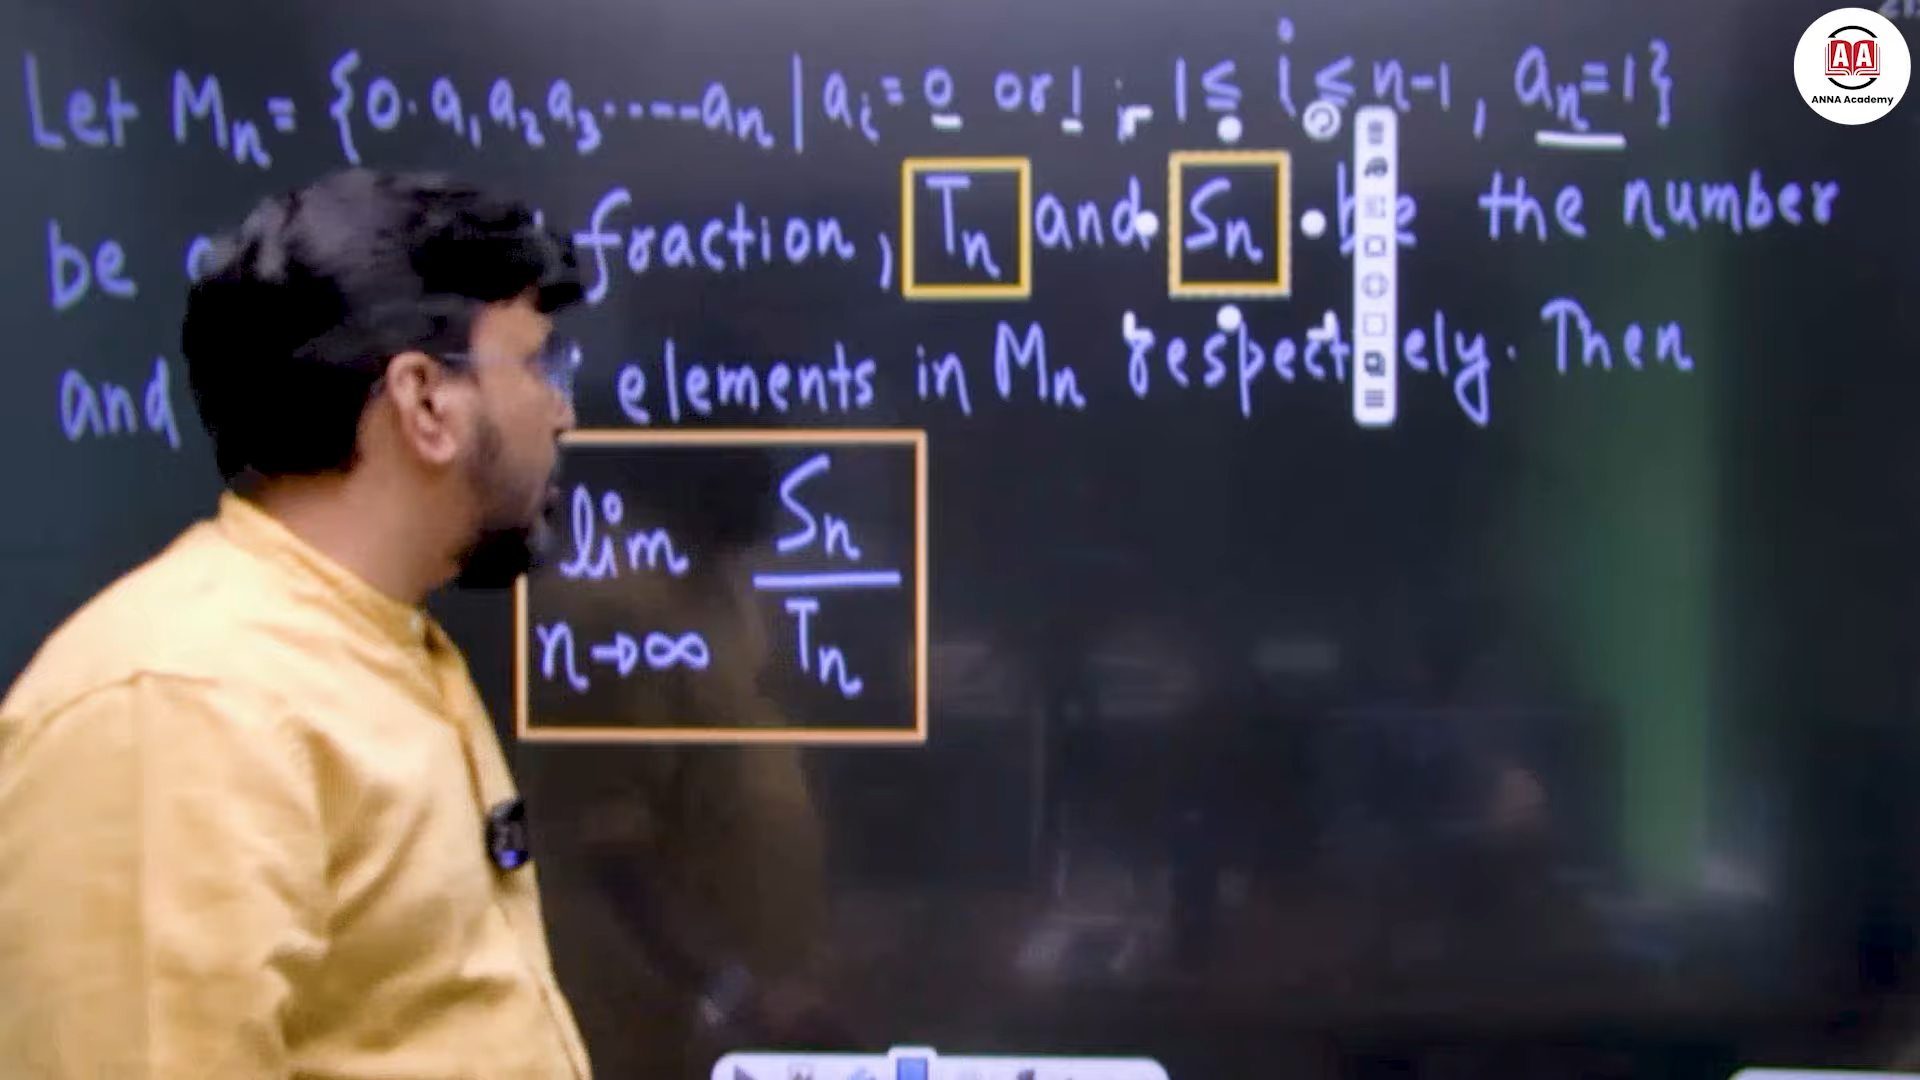 Let Mn = {0.a₁a₂a₃.....an | ai = 0 or 1 ; 1 ≤ i ≤ n-1, an = 1}
be fraction, Tn and Sn be the number
and elements in Mn respectively. Then
lim Sn
n→∞ Tn
AA
ANNA Academy